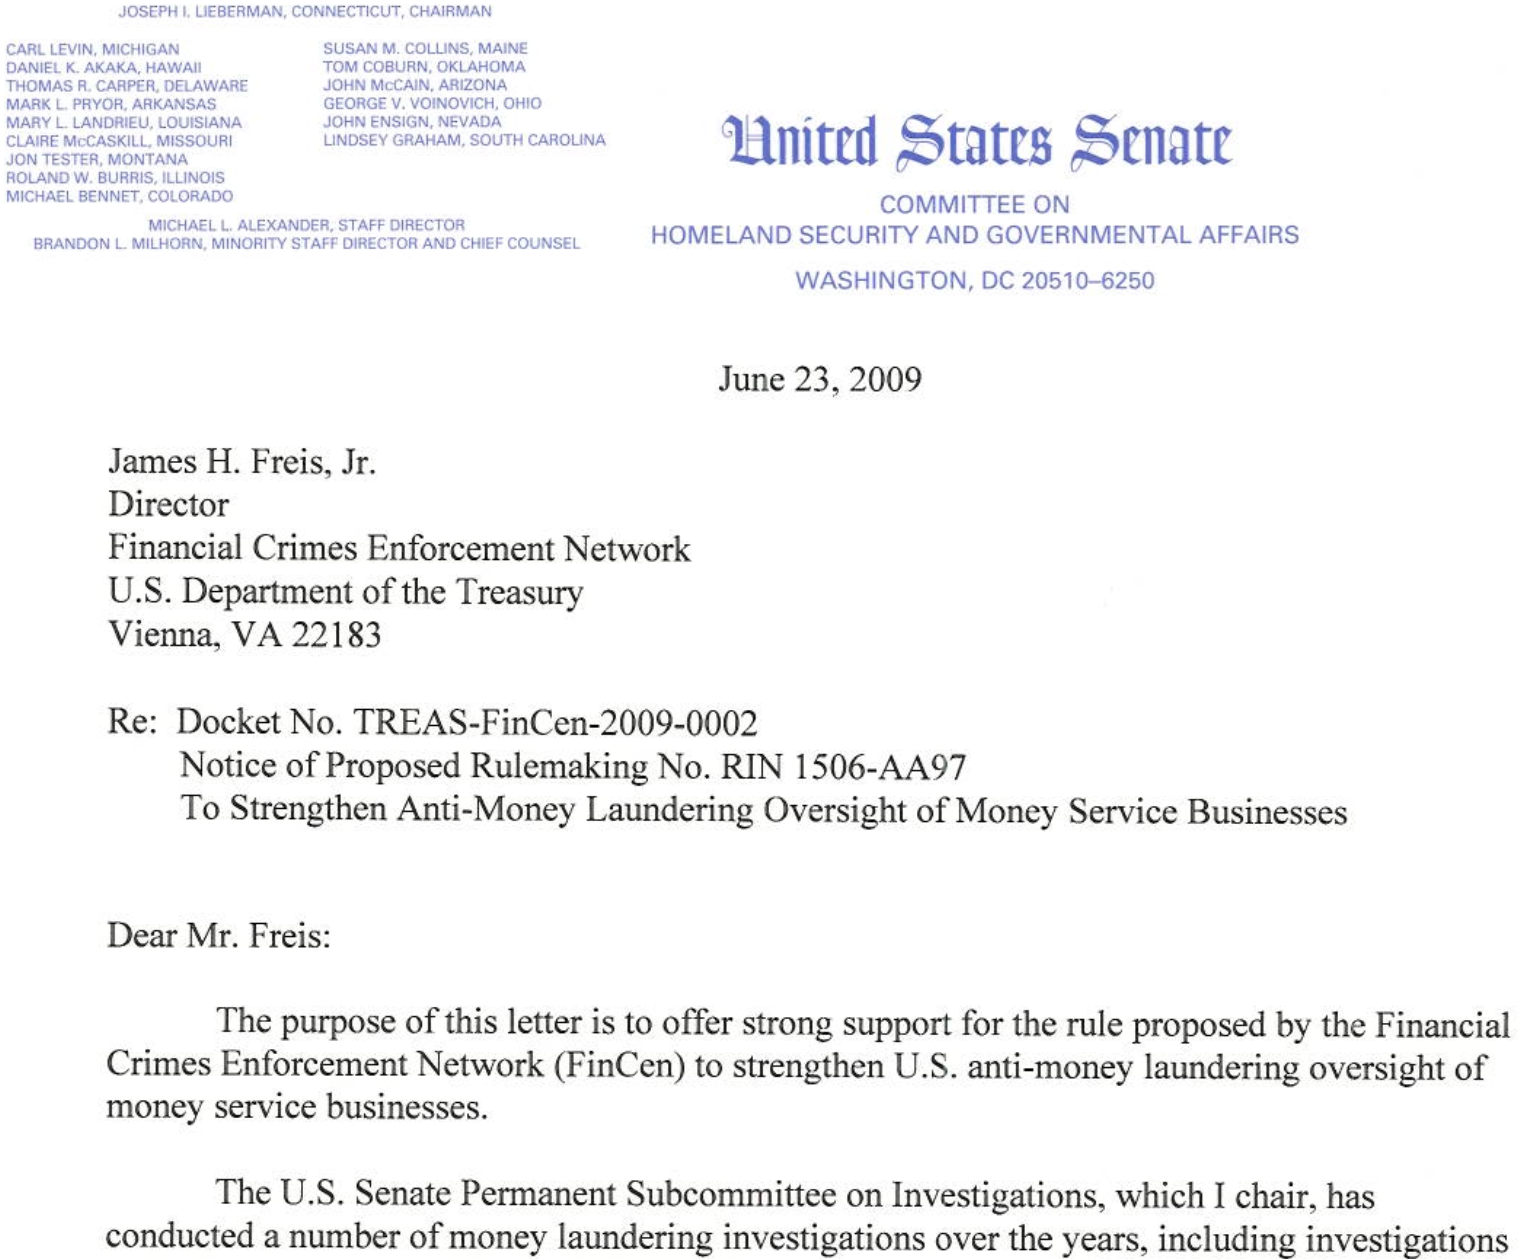 JOSEPH I. LIEBERMAN, CONNECTICUT, CHAIRMAN
CARL LEVIN, MICHIGAN
DANIEL K. AKAKA, HAWAII
THOMAS R. CARPER, DELAWARE
MARK L. PRYOR, ARKANSAS
MARY L. LANDRIEU, LOUISIANA
CLAIRE McCASKILL, MISSOURI
JON TESTER, MONTANA
ROLAND W. BURRIS, ILLINOIS
MICHAEL BENNET, COLORADO
SUSAN M. COLLINS, MAINE
TOM COBURN, OKLAHOMA
JOHN McCAIN, ARIZONA
GEORGE V. VOINOVICH, OHIO
JOHN ENSIGN, NEVADA
LINDSEY GRAHAM, SOUTH CAROLINA
MICHAEL L. ALEXANDER, STAFF DIRECTOR
BRANDON L. MILHORN, MINORITY STAFF DIRECTOR AND CHIEF COUNSEL
United States Senate
COMMITTEE ON
HOMELAND SECURITY AND GOVERNMENTAL AFFAIRS
WASHINGTON, DC 20510–6250
June 23, 2009
James H. Freis, Jr.
Director
Financial Crimes Enforcement Network
U.S. Department of the Treasury
Vienna, VA 22183
Re: Docket No. TREAS-FinCen-2009-0002
Notice of Proposed Rulemaking No. RIN 1506-AA97
To Strengthen Anti-Money Laundering Oversight of Money Service Businesses
Dear Mr. Freis:
The purpose of this letter is to offer strong support for the rule proposed by the Financial
Crimes Enforcement Network (FinCen) to strengthen U.S. anti-money laundering oversight of
money service businesses.
The U.S. Senate Permanent Subcommittee on Investigations, which I chair, has
conducted a number of money laundering investigations over the years, including investigations